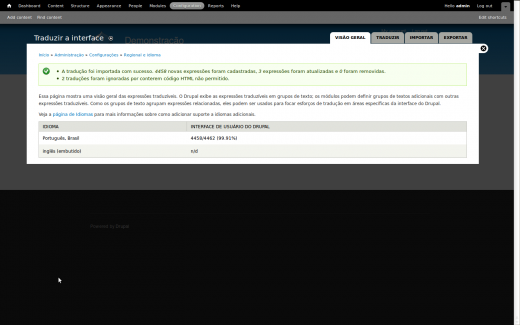 Dashboard Content Structure Appearance People Modules Configuration Reports Help Hello admin Log out
Add content Find content Edit shortcuts
Demonstração
Traduzir a interface
VISÃO GERAL TRADUZIR IMPORTAR EXPORTAR
Início » Administração » Configurações » Regional e idioma
A tradução foi importada com sucesso. 4458 novas expressões foram cadastradas, 3 expressões foram atualizadas e 0 foram removidas.
2 traduções foram ignoradas por conterem código HTML não permitido.
Essa página mostra uma visão geral das expressões traduzíveis. O Drupal exibe as expressões traduzíveis em grupos de texto; os módulos podem definir grupos de textos adicionais com outras
expressões traduzíveis. Como os grupos de texto agrupam expressões relacionadas, eles podem ser usados para focar esforços de tradução em áreas específicas da interface do Drupal.
Veja a página de idiomas para mais informações sobre como adicionar suporte a idiomas adicionais.
IDIOMA INTERFACE DE USUÁRIO DO DRUPAL
Português, Brasil 4458/4462 (99.91%)
inglês (embutido) n/d
Powered by Drupal